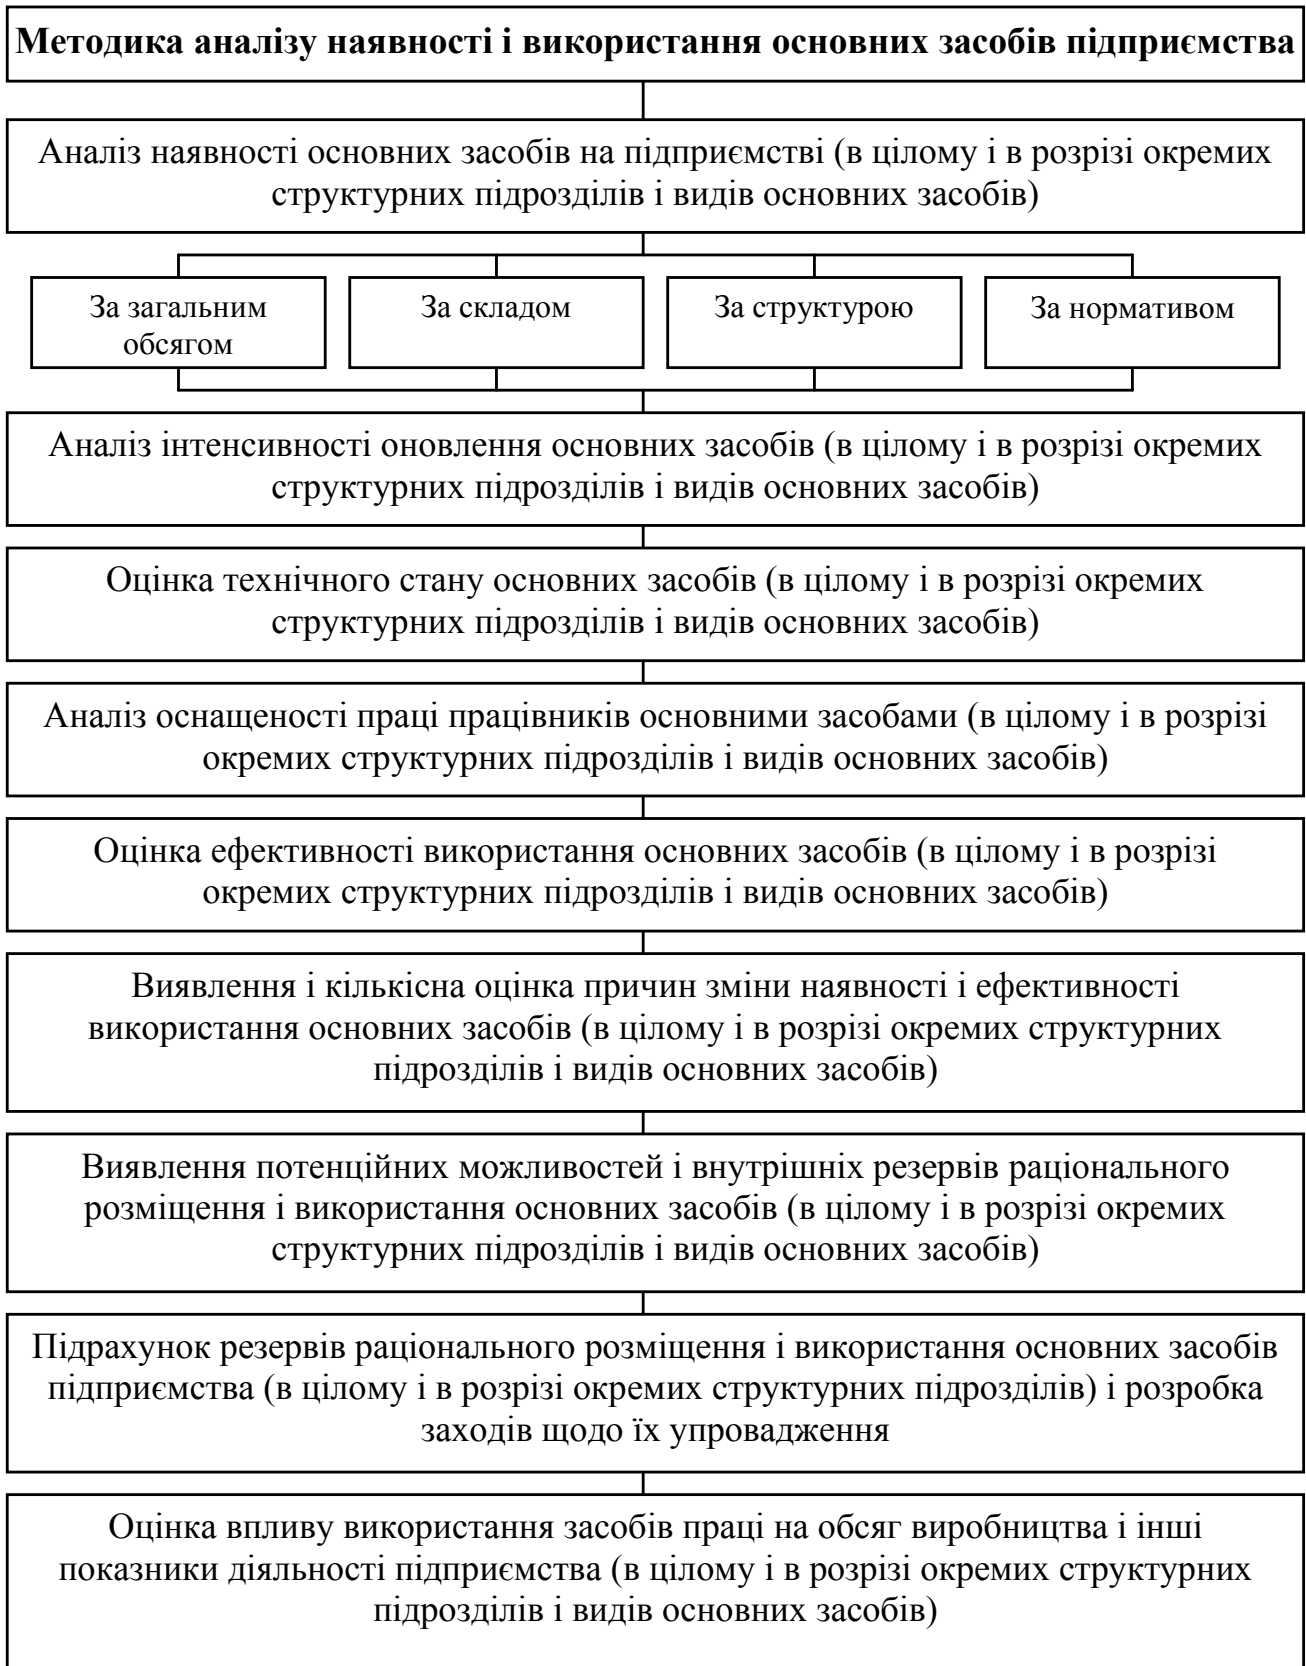 Методика аналізу наявності і використання основних засобів підприємства
Аналіз наявності основних засобів на підприємстві (в цілому і в розрізі окремих
структурних підрозділів і видів основних засобів)
За загальним
обсягом
За складом
За структурою
За нормативом
Аналіз інтенсивності оновлення основних засобів (в цілому і в розрізі окремих
структурних підрозділів і видів основних засобів)
Оцінка технічного стану основних засобів (в цілому і в розрізі окремих
структурних підрозділів і видів основних засобів)
Аналіз оснащеності праці працівників основними засобами (в цілому і в розрізі
окремих структурних підрозділів і видів основних засобів)
Оцінка ефективності використання основних засобів (в цілому і в розрізі
окремих структурних підрозділів і видів основних засобів)
Виявлення і кількісна оцінка причин зміни наявності і ефективності
використання основних засобів (в цілому і в розрізі окремих структурних
підрозділів і видів основних засобів)
Виявлення потенційних можливостей і внутрішніх резервів раціонального
розміщення і використання основних засобів (в цілому і в розрізі окремих
структурних підрозділів і видів основних засобів)
Підрахунок резервів раціонального розміщення і використання основних засобів
підприємства (в цілому і в розрізі окремих структурних підрозділів) і розробка
заходів щодо їх упровадження
Оцінка впливу використання засобів праці на обсяг виробництва і інші
показники діяльності підприємства (в цілому і в розрізі окремих структурних
підрозділів і видів основних засобів)